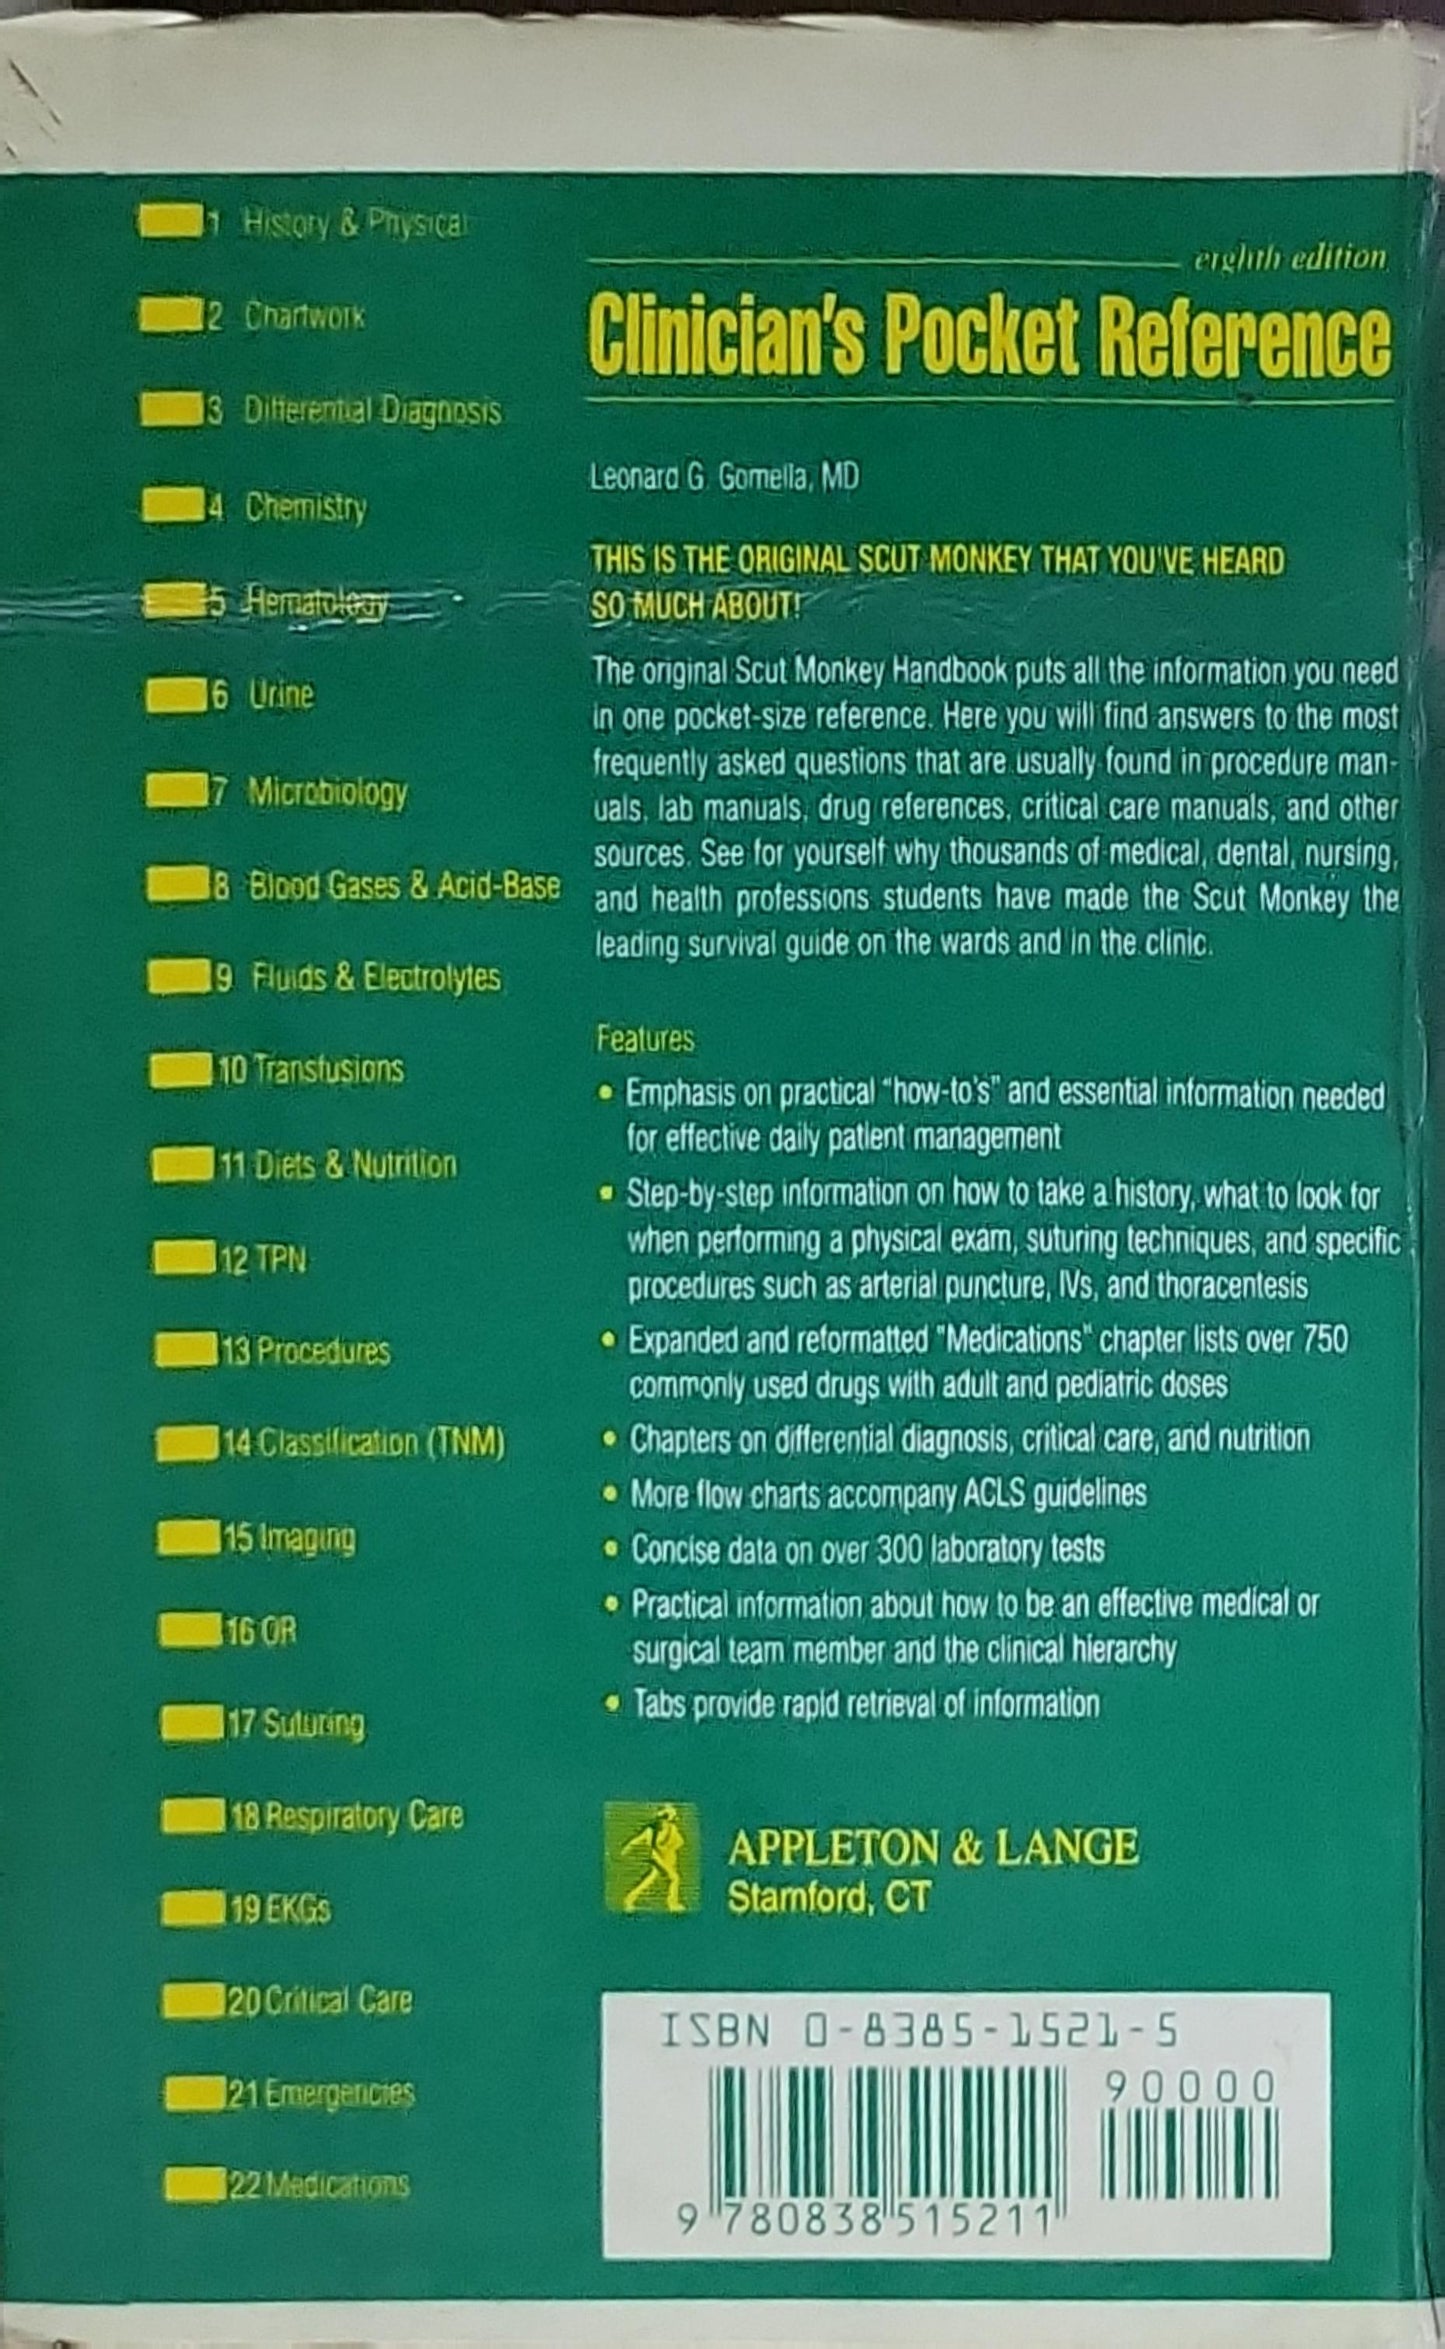 1 History & Physical
2 Chartwork
3 Differential Diagnosis
4 Chemistry
5 Hematology
6 Urine
7 Microbiology
8 Blood Gases & Acid-Base
9 Fluids & Electrolytes
10 Transfusions
11 Diets & Nutrition
12 TPN
13 Procedures
14 Classification (TNM)
15 Imaging
16 OR
17 Suturing
18 Respiratory Care
19 EKGs
20 Critical Care
21 Emergencies
22 Medications
eighth edition
Clinician's Pocket Reference
Leonard G. Gomella, MD
THIS IS THE ORIGINAL SCUT MONKEY THAT YOU'VE HEARD
SO MUCH ABOUT!
The original Scut Monkey Handbook puts all the information you need
in one pocket-size reference. Here you will find answers to the most
frequently asked questions that are usually found in procedure man-
uals, lab manuals, drug references, critical care manuals, and other
sources. See for yourself why thousands of medical, dental, nursing,
and health professions students have made the Scut Monkey the
leading survival guide on the wards and in the clinic.
Features
• Emphasis on practical "how-to's" and essential information needed
for effective daily patient management
• Step-by-step information on how to take a history, what to look for
when performing a physical exam, suturing techniques, and specific
procedures such as arterial puncture, IVs, and thoracentesis
• Expanded and reformatted "Medications" chapter lists over 750
commonly used drugs with adult and pediatric doses
• Chapters on differential diagnosis, critical care, and nutrition
• More flow charts accompany ACLS guidelines
• Concise data on over 300 laboratory tests
• Practical information about how to be an effective medical or
surgical team member and the clinical hierarchy
• Tabs provide rapid retrieval of information
APPLETON & LANGE
Stamford, CT
ISBN 0-8385-1521-5
90000
9 780838 515211